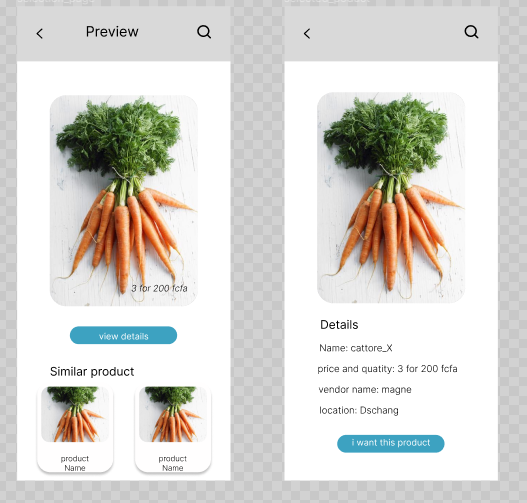 Preview
3 for 200 fcfa
view details
Similar product
product
Name
product
Name
Details
Name: cattore_X
price and quatity: 3 for 200 fcfa
vendor name: magne
location: Dschang
i want this product